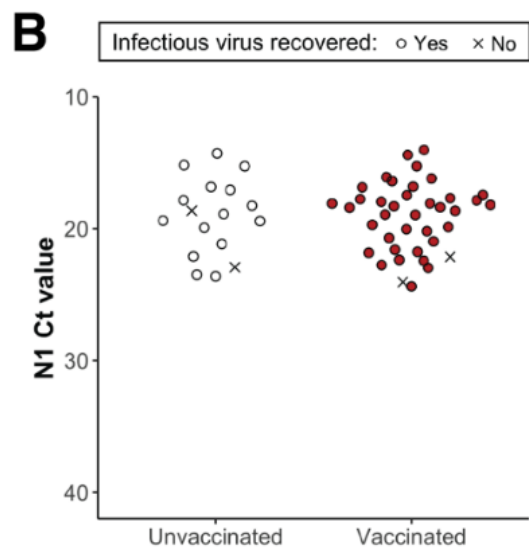 B
Infectious virus recovered: ○ Yes × No
10
20
30
40
N1 Ct value
Unvaccinated Vaccinated